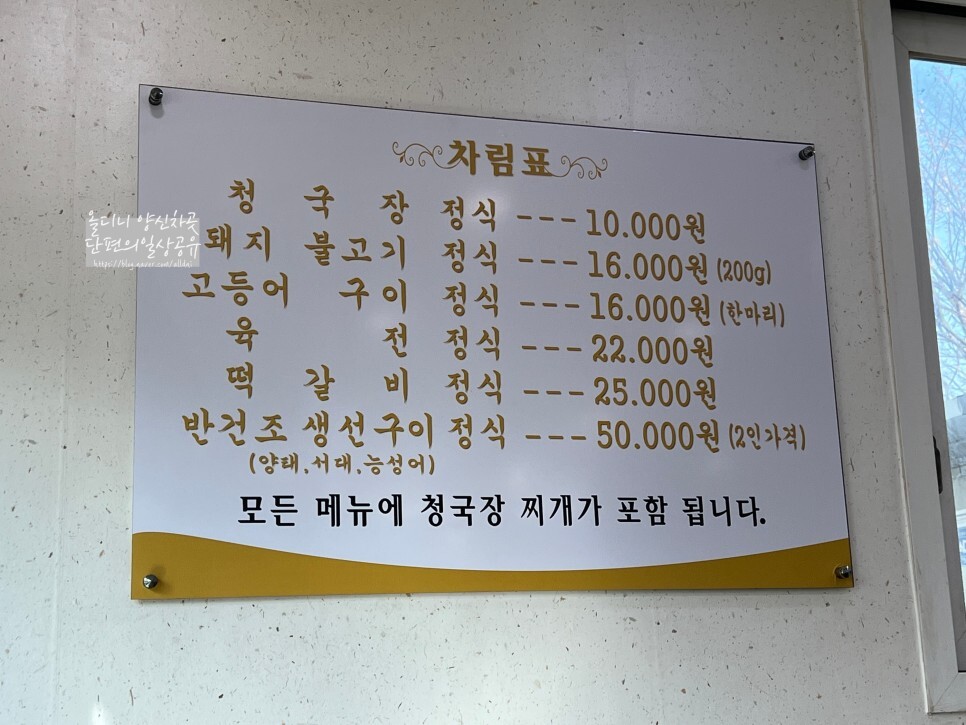 차림표
청국장 정식 --- 10.000원
돼지 불고기 정식 --- 16.000원 (200g)
고등어 구이 정식 --- 16.000원 (한마리)
육전 정식 --- 22.000원
떡갈비 정식 --- 25.000원
반건조 생선구이 정식 --- 50.000원 (2인가격)
(양태,서대,능성어)
모든 메뉴에 청국장 찌개가 포함 됩니다.
올디니 양신차곳
단편의일상공유